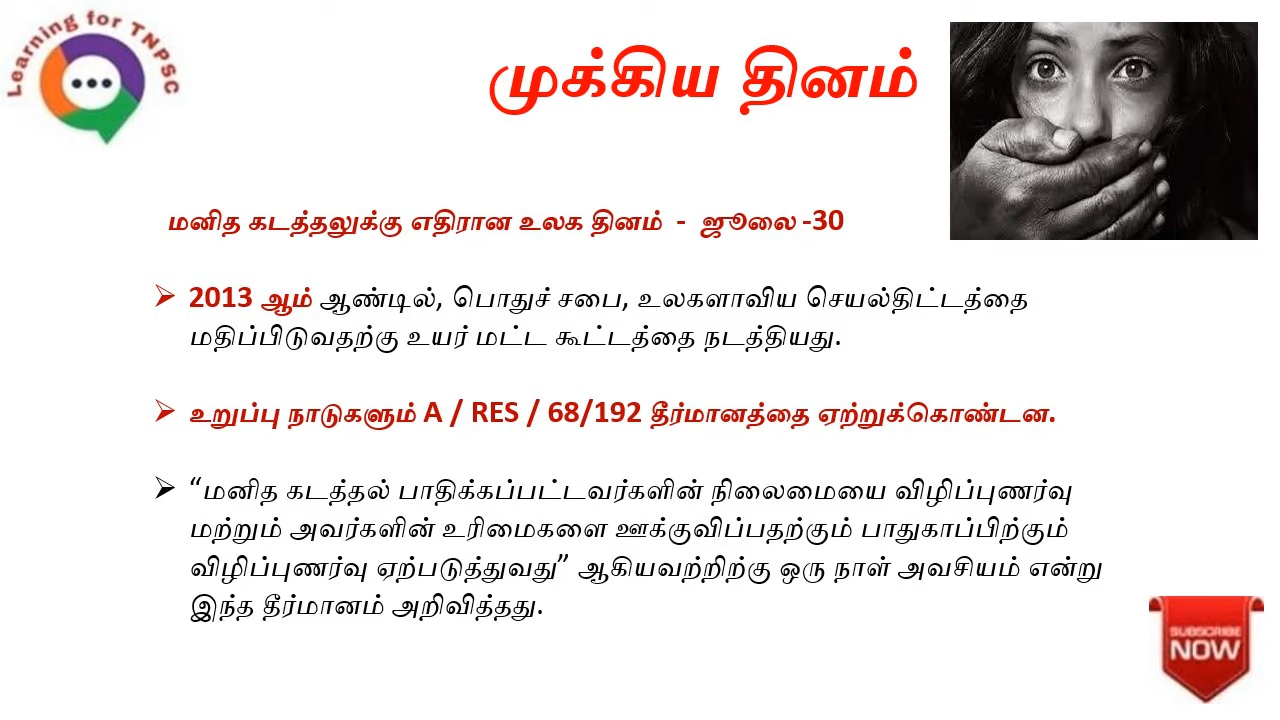 Learning for TNPSC
முக்கிய தினம்
மனித கடத்தலுக்கு எதிரான உலக தினம் - ஜூலை -30
➢ 2013 ஆம் ஆண்டில், பொதுச் சபை, உலகளாவிய செயல்திட்டத்தை
மதிப்பிடுவதற்கு உயர் மட்ட கூட்டத்தை நடத்தியது.
➢ உறுப்பு நாடுகளும் A / RES / 68/192 தீர்மானத்தை ஏற்றுக்கொண்டன.
➢ “மனித கடத்தல் பாதிக்கப்பட்டவர்களின் நிலைமையை விழிப்புணர்வு
மற்றும் அவர்களின் உரிமைகளை ஊக்குவிப்பதற்கும் பாதுகாப்பிற்கும்
விழிப்புணர்வு ஏற்படுத்துவது” ஆகியவற்றிற்கு ஒரு நாள் அவசியம் என்று
இந்த தீர்மானம் அறிவித்தது.
SUBSCRIBE
NOW